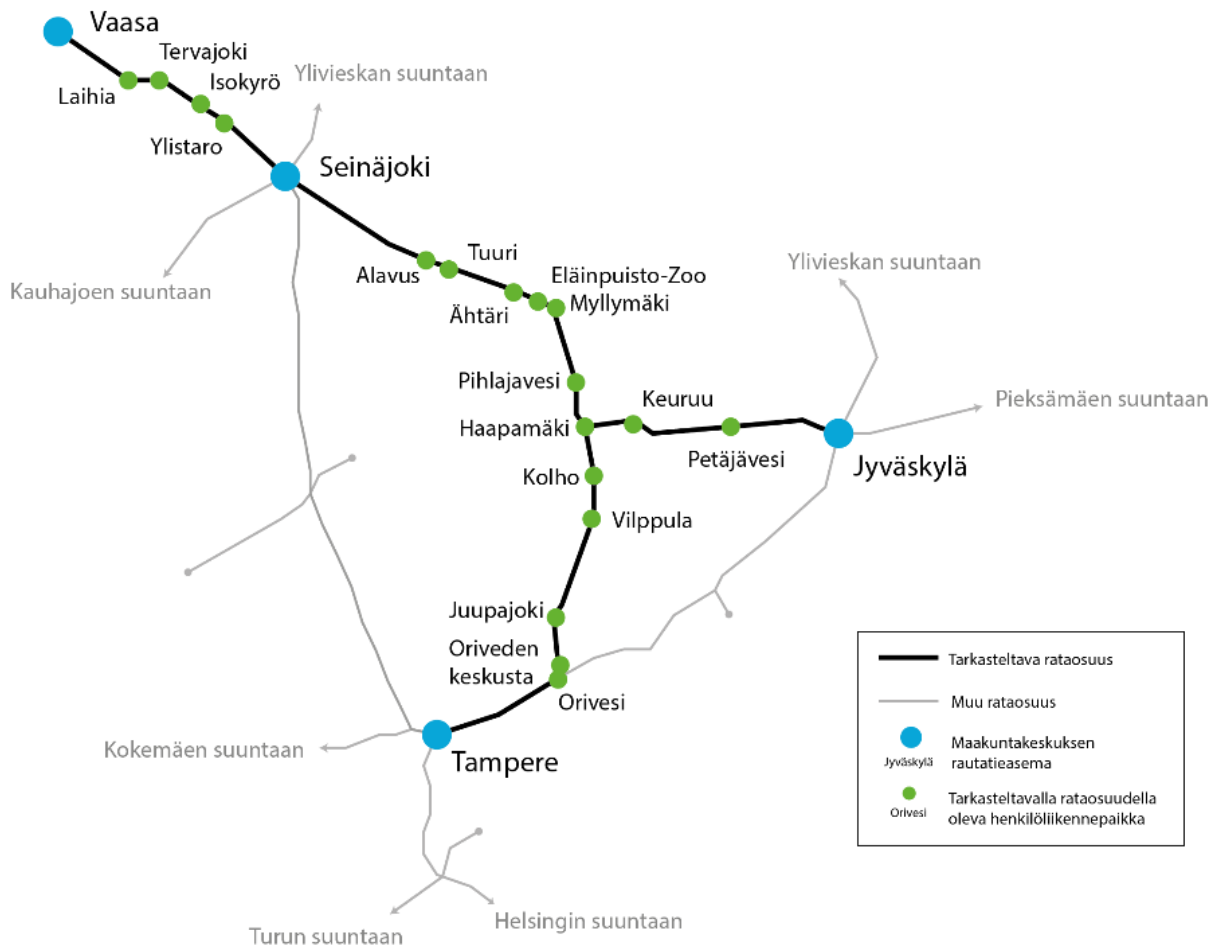 Vaasa
Tervajoki
Isokyrö
Laihia
Ylistaro
Ylivieskan suuntaan
Seinäjoki
Kauhajoen suuntaan
Tuuri
Alavus
Eläinpuisto-Zoo
Ähtäri
Myllymäki
Ylivieskan suuntaan
Pihlajavesi
Keuruu
Pieksämäen suuntaan
Haapamäki
Petäjävesi
Jyväskylä
Kolho
Vilppula
Juupajoki
Oriveden
keskusta
Orivesi
Kokemäen suuntaan
Tampere
Turun suuntaan
Helsingin suuntaan
Tarkasteltava rataosuus
Muu rataosuus
Jyväskylä
Maakuntakeskuksen
rautatieasema
Orivesi
Tarkasteltavalla rataosuudella
oleva henkilöliikennepaikka